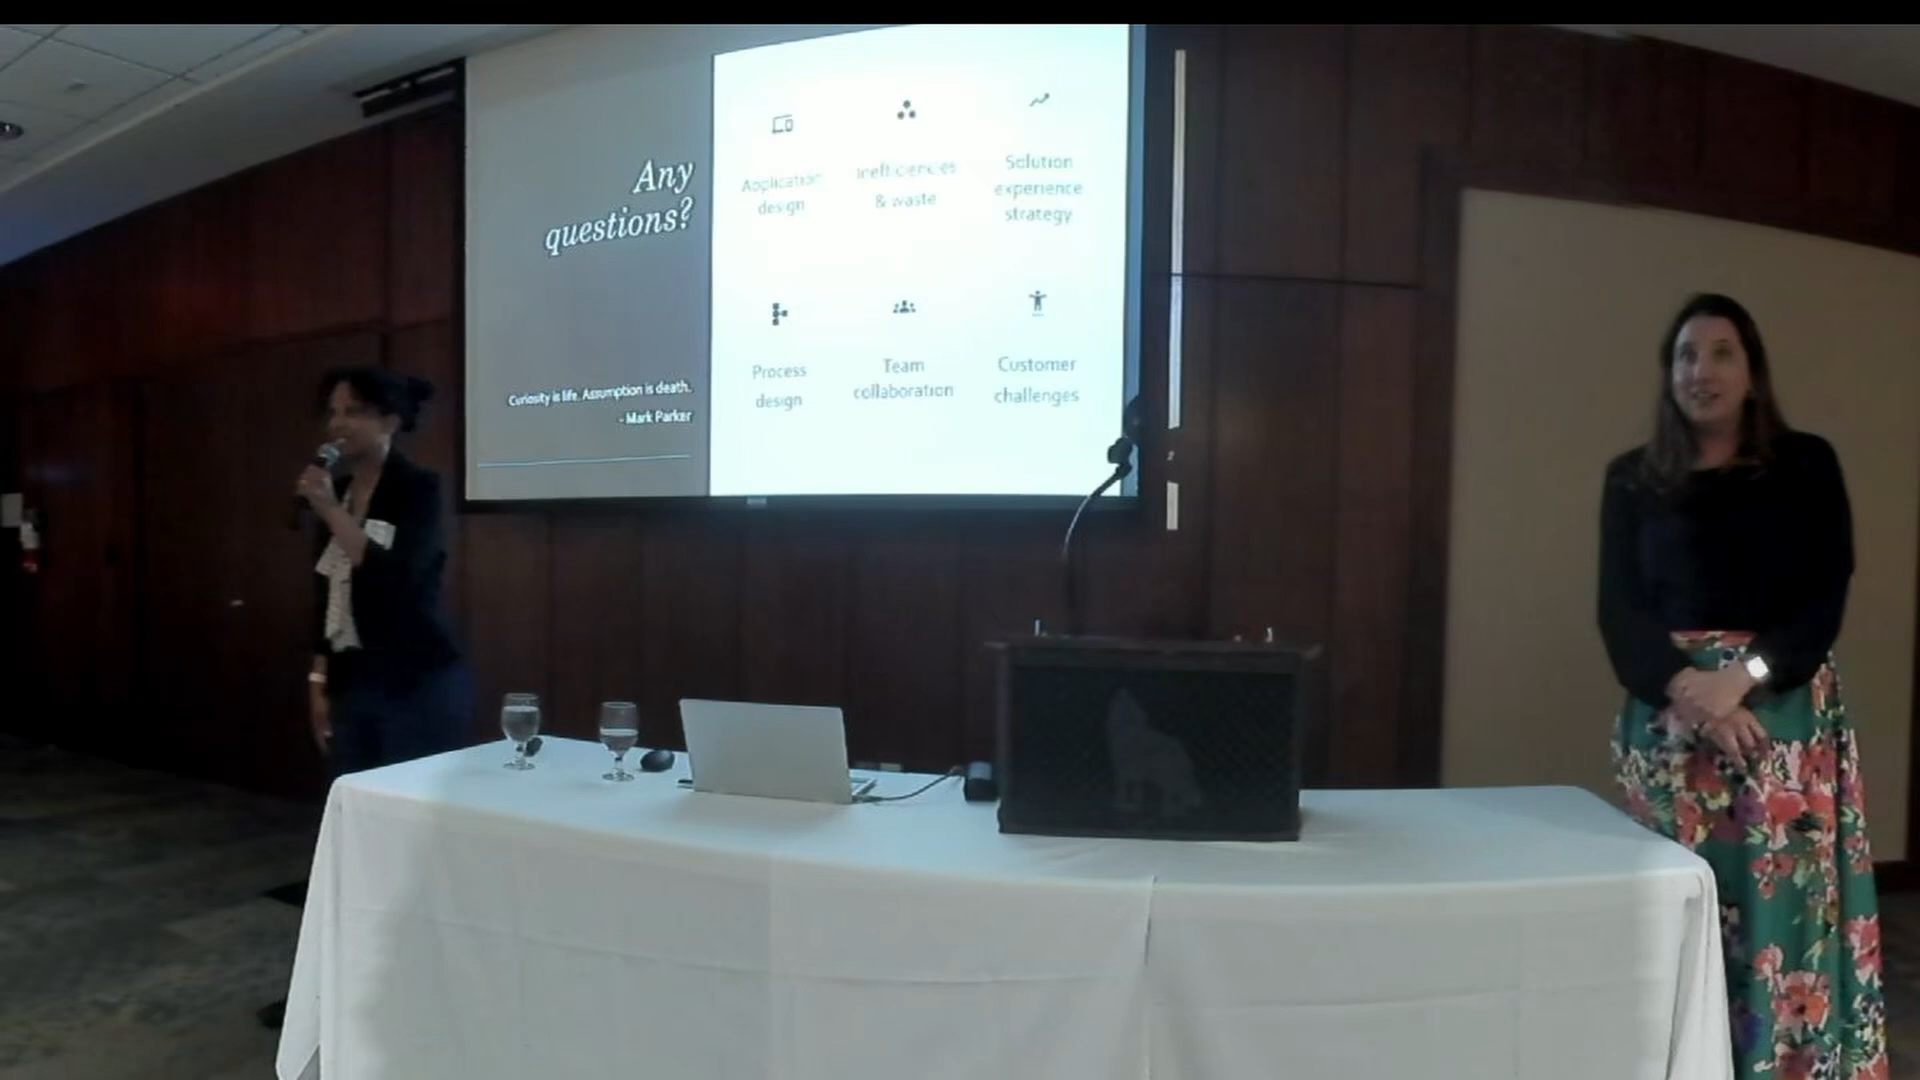 Any
questions?
Curiosity is life. Assumption is death.
- Mark Parker
Application
design
Inefficiencies
& waste
Solution
experience
strategy
Process
design
Team
collaboration
Customer
challenges